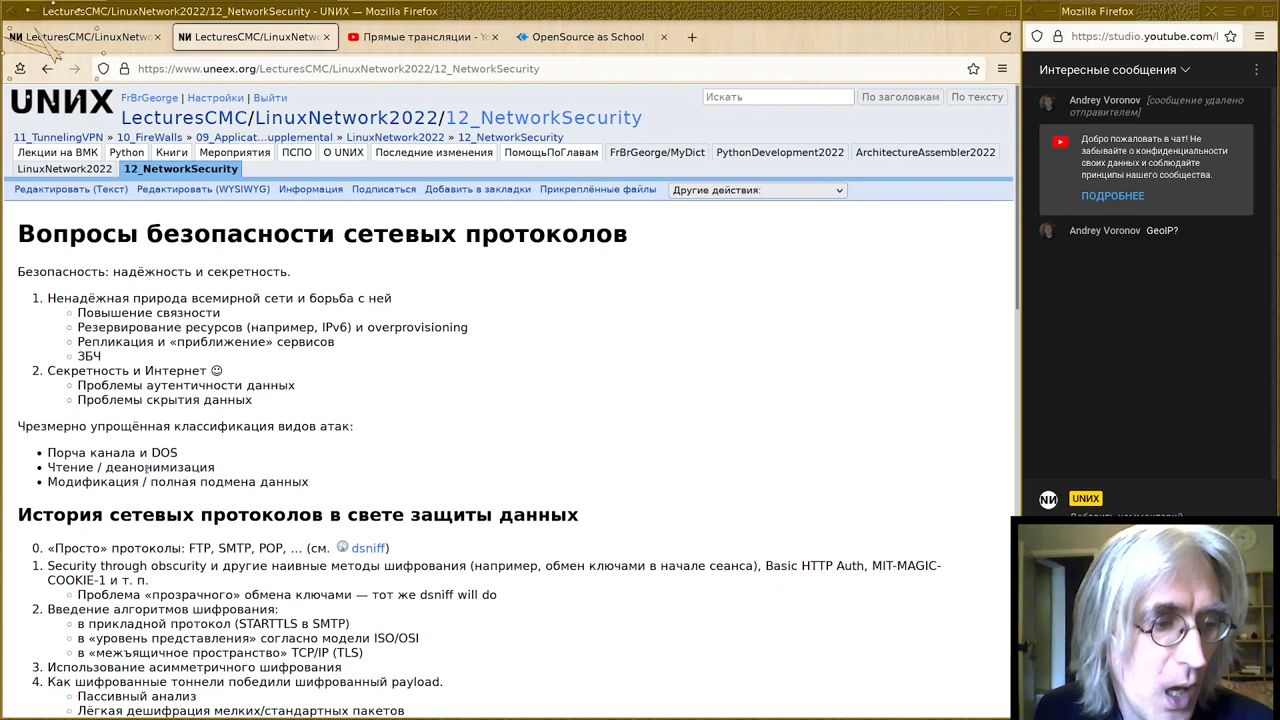 LecturesCMC/LinuxNetwork2022/12_NetworkSecurity - UNИX — Mozilla Firefox
Mozilla Firefox
NИ LecturesCMC/LinuxNetwo
NИ LecturesCMC/LinuxNetwo
Прямые трансляции - Yo
OpenSource as School
https://www.uneex.org/LecturesCMC/LinuxNetwork2022/12_NetworkSecurity
https://studio.youtube.com/l
UNИX
FrBrGeorge | Настройки | Выйти
Искать
По заголовкам
По тексту
LecturesCMC/LinuxNetwork2022/12_NetworkSecurity
11_TunnelingVPN » 10_FireWalls » 09_Applicat...upplemental » LinuxNetwork2022 » 12_NetworkSecurity
Лекции на ВМК Python Книги Мероприятия ПСПО О UNИX Последние изменения ПомощьПоГлавам FrBrGeorge/MyDict PythonDevelopment2022 ArchitectureAssembler2022
LinuxNetwork2022 12_NetworkSecurity
Редактировать (Текст) Редактировать (WYSIWYG) Информация Подписаться Добавить в закладки Прикреплённые файлы Другие действия:
Вопросы безопасности сетевых протоколов
Безопасность: надёжность и секретность.
1. Ненадёжная природа всемирной сети и борьба с ней
Повышение связности
Резервирование ресурсов (например, IPv6) и overprovisioning
Репликация и «приближение» сервисов
ЗБЧ
2. Секретность и Интернет ☺
Проблемы аутентичности данных
Проблемы скрытия данных
Чрезмерно упрощённая классификация видов атак:
Порча канала и DOS
Чтение / деанонимизация
Модификация / полная подмена данных
История сетевых протоколов в свете защиты данных
0. «Просто» протоколы: FTP, SMTP, POP, … (см. dsniff)
1. Security through obscurity и другие наивные методы шифрования (например, обмен ключами в начале сеанса), Basic HTTP Auth, MIT-MAGIC-
COOKIE-1 и т. п.
Проблема «прозрачного» обмена ключами — тот же dsniff will do
2. Введение алгоритмов шифрования:
в прикладной протокол (STARTTLS в SMTP)
в «уровень представления» согласно модели ISO/OSI
в «межъящичное пространство» TCP/IP (TLS)
3. Использование асимметричного шифрования
4. Как шифрованные тоннели победили шифрованный payload.
Пассивный анализ
Лёгкая дешифрация мелких/стандартных пакетов
Интересные сообщения
Andrey Voronov [сообщение удалено
отправителем]
Добро пожаловать в чат! Не
забывайте о конфиденциальности
своих данных и соблюдайте
принципы нашего сообщества.
ПОДРОБНЕЕ
Andrey Voronov GeoIP?
NИ UNИX